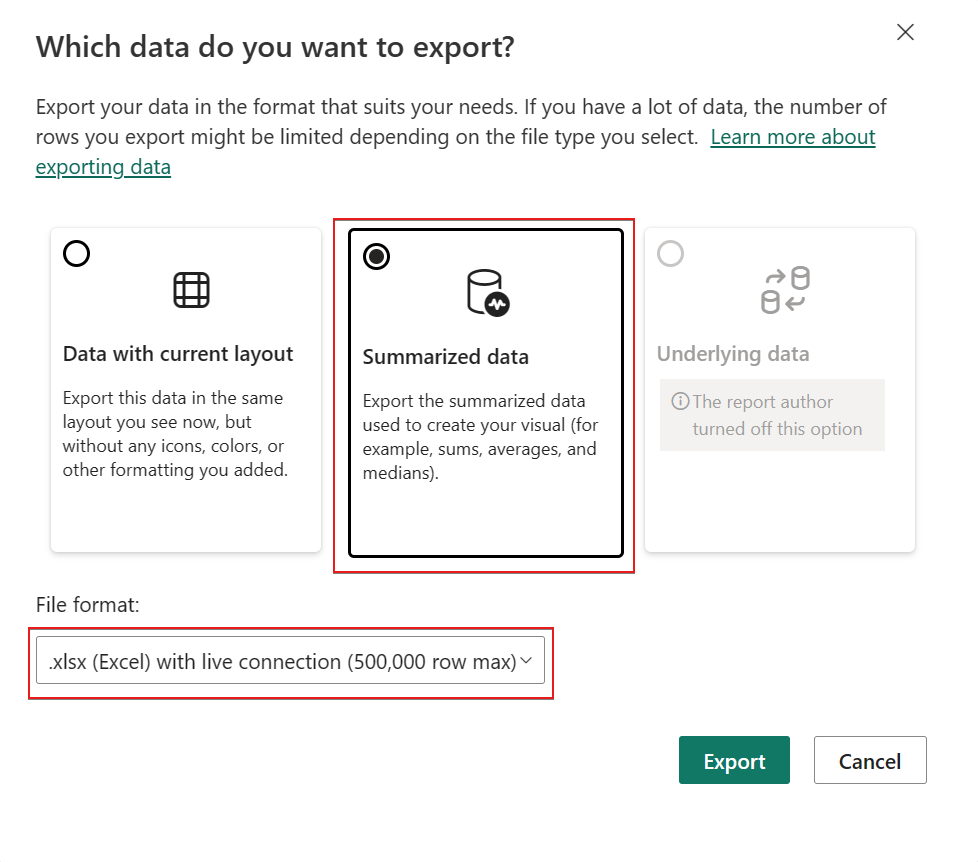 Which data do you want to export?
Export your data in the format that suits your needs. If you have a lot of data, the number of
rows you export might be limited depending on the file type you select. Learn more about
exporting data
Data with current layout
Export this data in the same
layout you see now, but
without any icons, colors, or
other formatting you added.
Summarized data
Export the summarized data
used to create your visual (for
example, sums, averages, and
medians).
Underlying data
The report author
turned off this option
File format:
.xlsx (Excel) with live connection (500,000 row max)
Export
Cancel